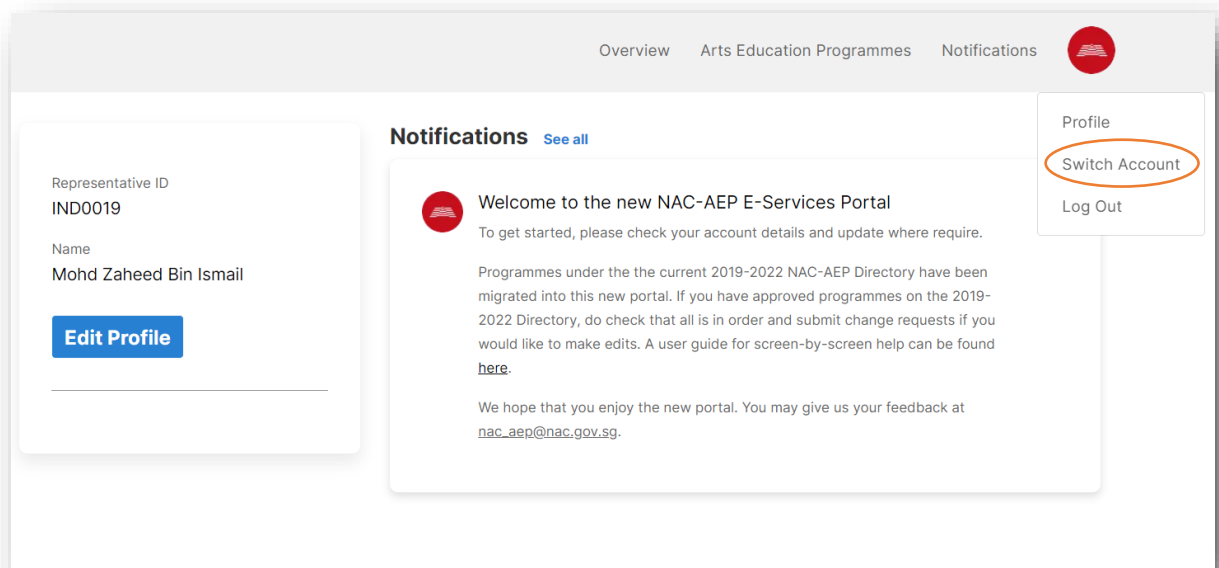 Overview Arts Education Programmes Notifications
Profile
Switch Account
Log Out
Representative ID
IND0019
Name
Mohd Zaheed Bin Ismail
Edit Profile
Notifications See all
Welcome to the new NAC-AEP E-Services Portal
To get started, please check your account details and update where require.
Programmes under the the current 2019-2022 NAC-AEP Directory have been
migrated into this new portal. If you have approved programmes on the 2019-
2022 Directory, do check that all is in order and submit change requests if you
would like to make edits. A user guide for screen-by-screen help can be found
here.
We hope that you enjoy the new portal. You may give us your feedback at
nac_aep@nac.gov.sg.